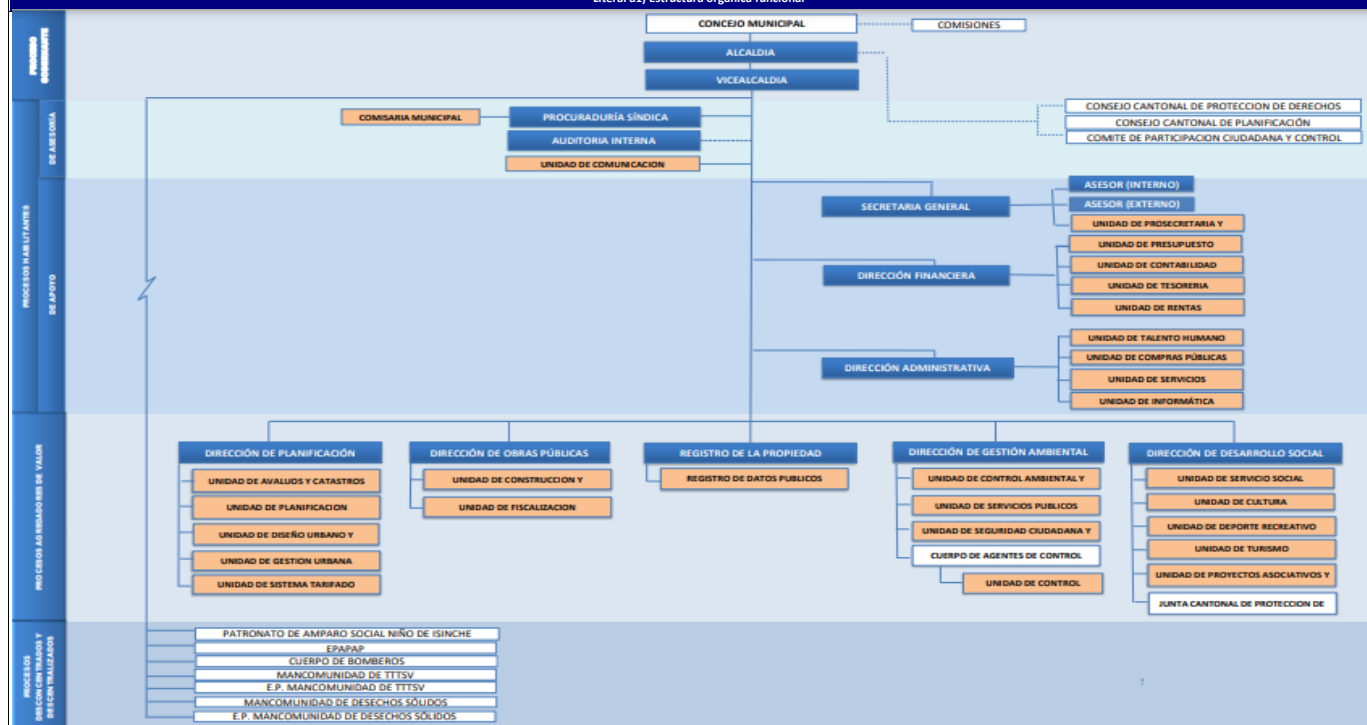 Literal a1) Estructura orgánica funcional
PROCESO GOBERNANTE
CONCEJO MUNICIPAL
COMISIONES
ALCALDIA
VICEALCALDIA
PROCESOS HABILITANTES
DE ASESORÍA
COMISARIA MUNICIPAL
PROCURADURÍA SÍNDICA
AUDITORIA INTERNA
UNIDAD DE COMUNICACION
CONSEJO CANTONAL DE PROTECCION DE DERECHOS
CONSEJO CANTONAL DE PLANIFICACIÓN
COMITE DE PARTICIPACION CIUDADANA Y CONTROL
DE APOYO
SECRETARIA GENERAL
ASESOR (INTERNO)
ASESOR (EXTERNO)
UNIDAD DE PROSECRETARIA Y
DIRECCIÓN FINANCIERA
UNIDAD DE PRESUPUESTO
UNIDAD DE CONTABILIDAD
UNIDAD DE TESORERIA
UNIDAD DE RENTAS
DIRECCIÓN ADMINISTRATIVA
UNIDAD DE TALENTO HUMANO
UNIDAD DE COMPRAS PÚBLICAS
UNIDAD DE SERVICIOS
UNIDAD DE INFORMÁTICA
PROCESOS AGREGADORES DE VALOR
DIRECCIÓN DE PLANIFICACIÓN
UNIDAD DE AVALUOS Y CATASTROS
UNIDAD DE PLANIFICACIÓN
UNIDAD DE DISEÑO URBANO Y
UNIDAD DE GESTION URBANA
UNIDAD DE SISTEMA TARIFADO
DIRECCIÓN DE OBRAS PÚBLICAS
UNIDAD DE CONSTRUCCION Y
UNIDAD DE FISCALIZACION
REGISTRO DE LA PROPIEDAD
REGISTRO DE DATOS PUBLICOS
DIRECCIÓN DE GESTIÓN AMBIENTAL
UNIDAD DE CONTROL AMBIENTAL Y
UNIDAD DE SERVICIOS PUBLICOS
UNIDAD DE SEGURIDAD CIUDADANA Y
CUERPO DE AGENTES DE CONTROL
UNIDAD DE CONTROL
DIRECCIÓN DE DESARROLLO SOCIAL
UNIDAD DE SERVICIO SOCIAL
UNIDAD DE CULTURA
UNIDAD DE DEPORTE RECREATIVO
UNIDAD DE TURISMO
UNIDAD DE PROYECTOS ASOCIATIVOS Y
JUNTA CANTONAL DE PROTECCION DE
PROCESOS
DESCONCENTRADOS Y
DESCENTRALIZADOS
PATRONATO DE AMPARO SOCIAL NIÑO DE ISINCHE
EPAPAP
CUERPO DE BOMBEROS
MANCOMUNIDAD DE TTTSV
E.P. MANCOMUNIDAD DE TTTSV
MANCOMUNIDAD DE DESECHOS SÓLIDOS
E.P. MANCOMUNIDAD DE DESECHOS SÓLIDOS